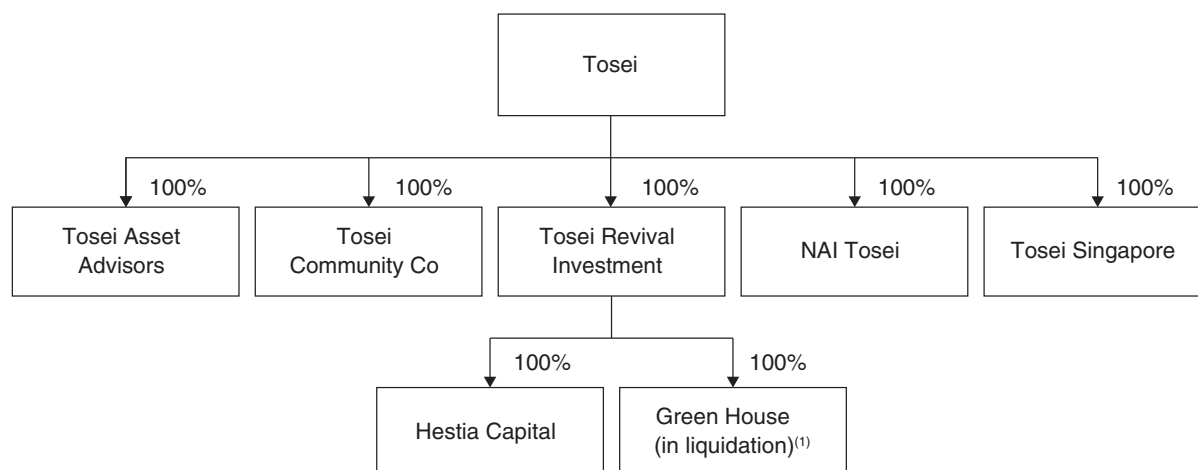 Tosei
100%
100%
100%
100%
100%
Tosei Asset
Advisors
Tosei
Community Co
Tosei Revival
Investment
NAI Tosei
Tosei Singapore
100%
100%
Hestia Capital
Green House
(in liquidation)(1)